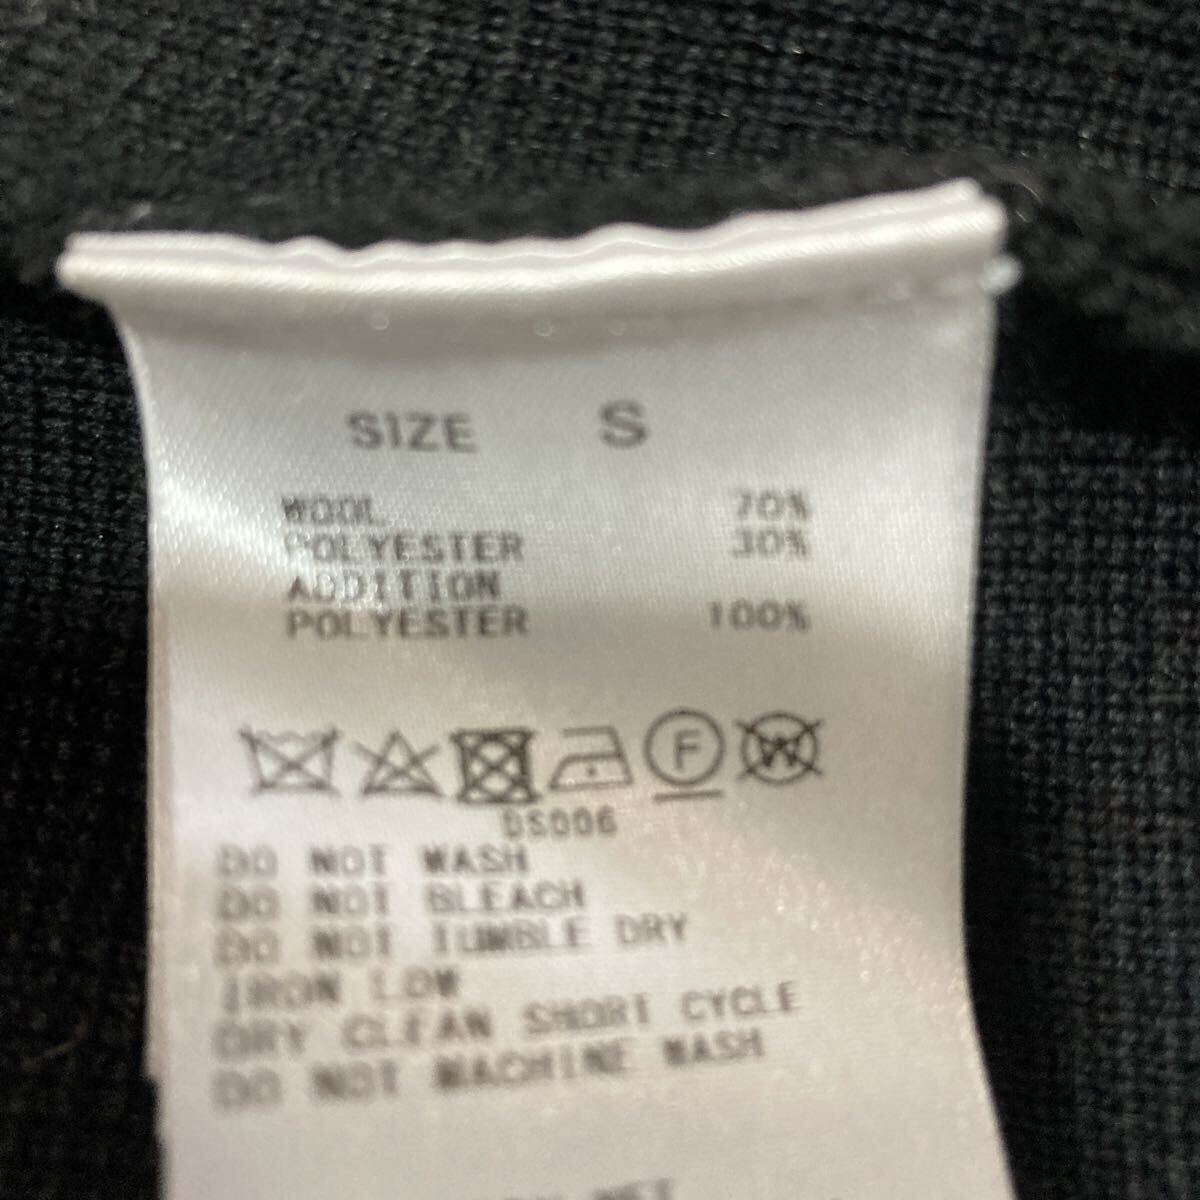 SIZE S
WOOL 70%
POLYESTER 30%
ADDITION
POLYESTER 100%
F W
DS006
DO NOT WASH
DO NOT BLEACH
DO NOT TUMBLE DRY
IRON LOW
DRY CLEAN SHORT CYCLE
DO NOT MACHINE WASH